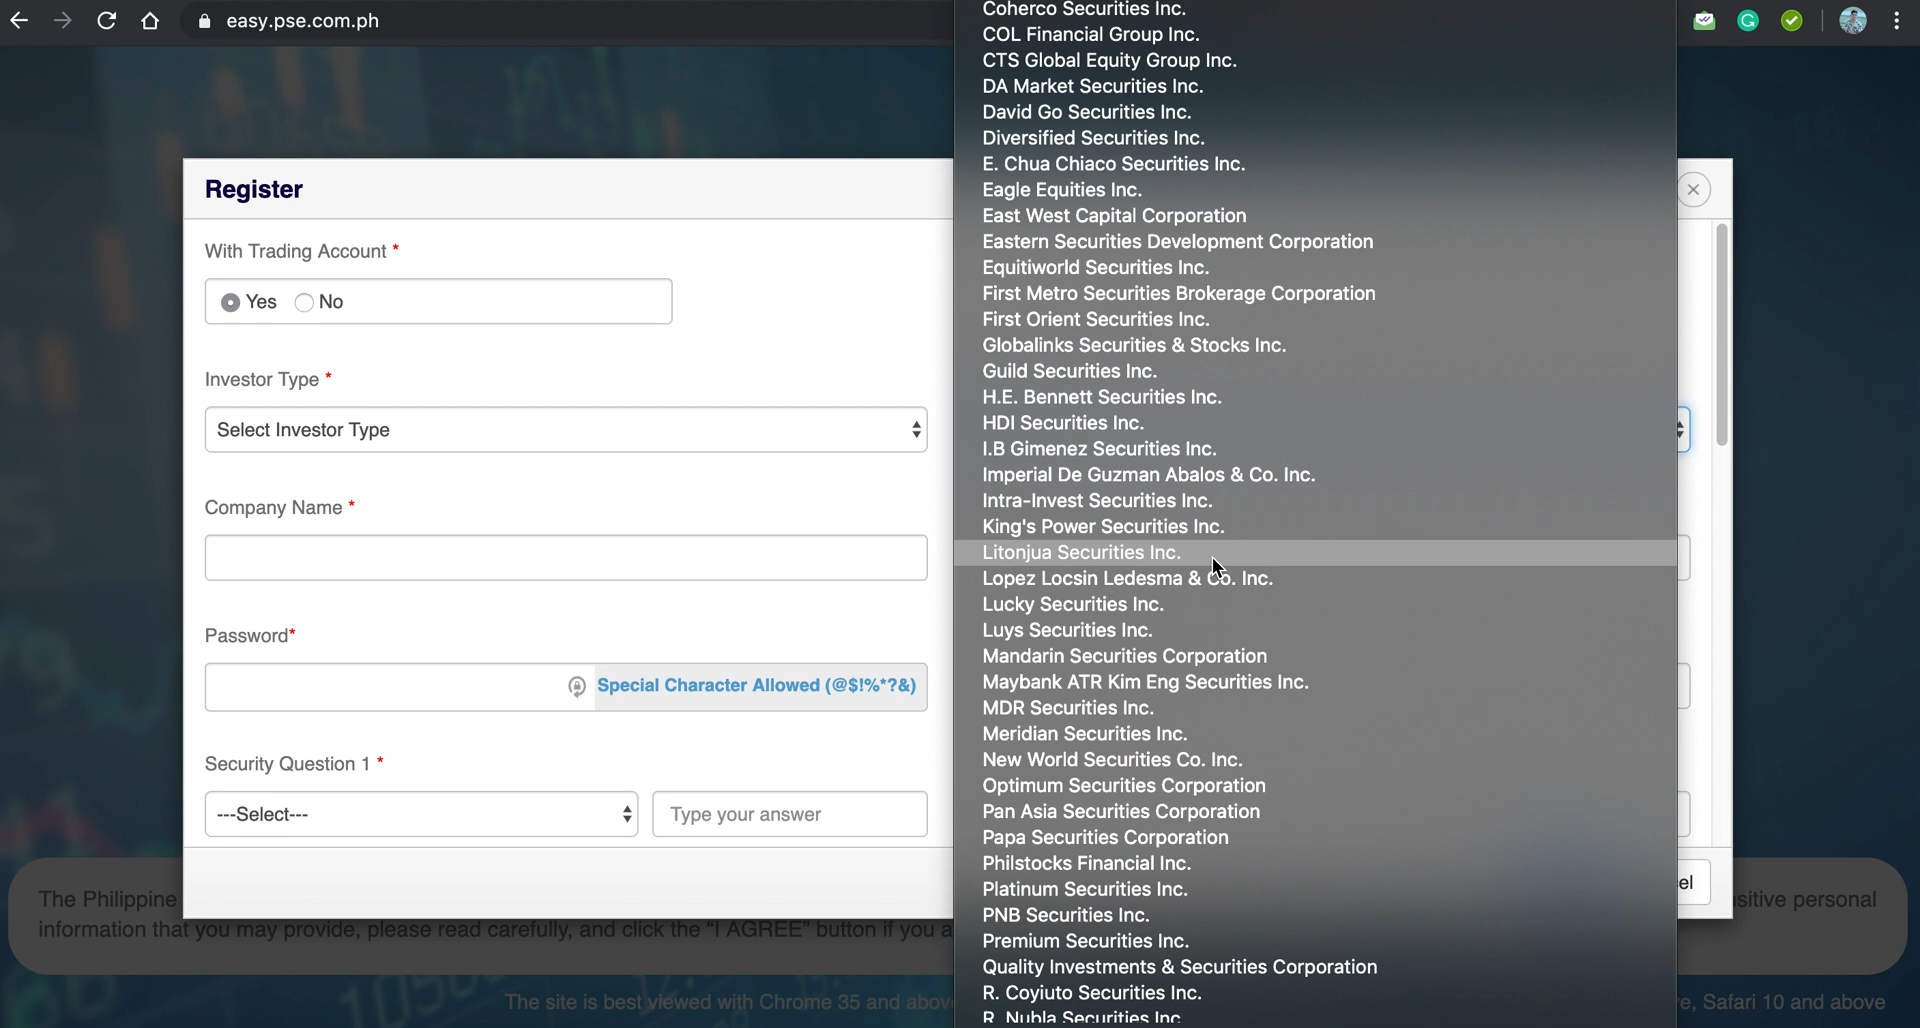 easy.pse.com.ph
Register
With Trading Account *
Yes No
Investor Type *
Select Investor Type
Company Name *
Password*
Special Character Allowed (@$!%*?&)
Security Question 1 *
---Select---
Type your answer
Coherco Securities Inc.
COL Financial Group Inc.
CTS Global Equity Group Inc.
DA Market Securities Inc.
David Go Securities Inc.
Diversified Securities Inc.
E. Chua Chiaco Securities Inc.
Eagle Equities Inc.
East West Capital Corporation
Eastern Securities Development Corporation
Equitiworld Securities Inc.
First Metro Securities Brokerage Corporation
First Orient Securities Inc.
Globalinks Securities & Stocks Inc.
Guild Securities Inc.
H.E. Bennett Securities Inc.
HDI Securities Inc.
I.B Gimenez Securities Inc.
Imperial De Guzman Abalos & Co. Inc.
Intra-Invest Securities Inc.
King's Power Securities Inc.
Litonjua Securities Inc.
Lopez Locsin Ledesma & Co. Inc.
Lucky Securities Inc.
Luys Securities Inc.
Mandarin Securities Corporation
Maybank ATR Kim Eng Securities Inc.
MDR Securities Inc.
Meridian Securities Inc.
New World Securities Co. Inc.
Optimum Securities Corporation
Pan Asia Securities Corporation
Papa Securities Corporation
Philstocks Financial Inc.
Platinum Securities Inc.
PNB Securities Inc.
Premium Securities Inc.
Quality Investments & Securities Corporation
R. Coyiuto Securities Inc.
R. Nubla Securities Inc.
The Philippine
sitive personal
information that you may provide, please read carefully, and click the "I AGREE" button if you a
The site is best viewed with Chrome 35 and above
Safari 10 and above